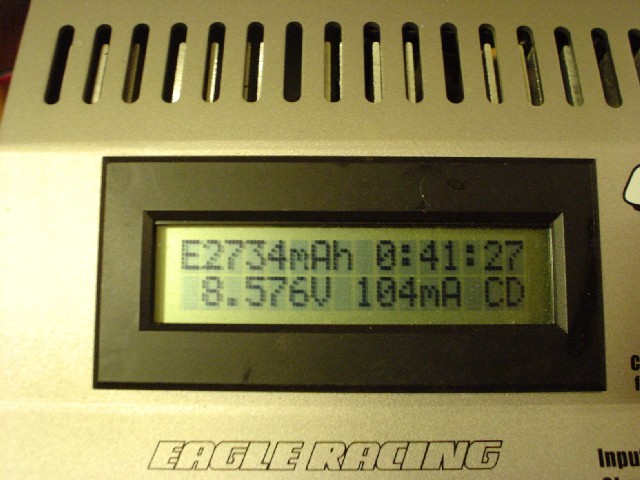 E2734mAh 0:41:27
8.576V 104mA CD
EAGLE RACING